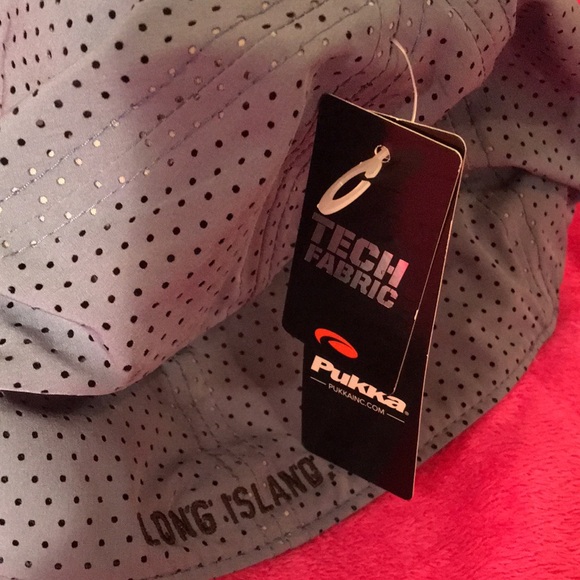 TECH
FABRIC
Pukka®
PUKKAINC.COM
LONG ISLAND